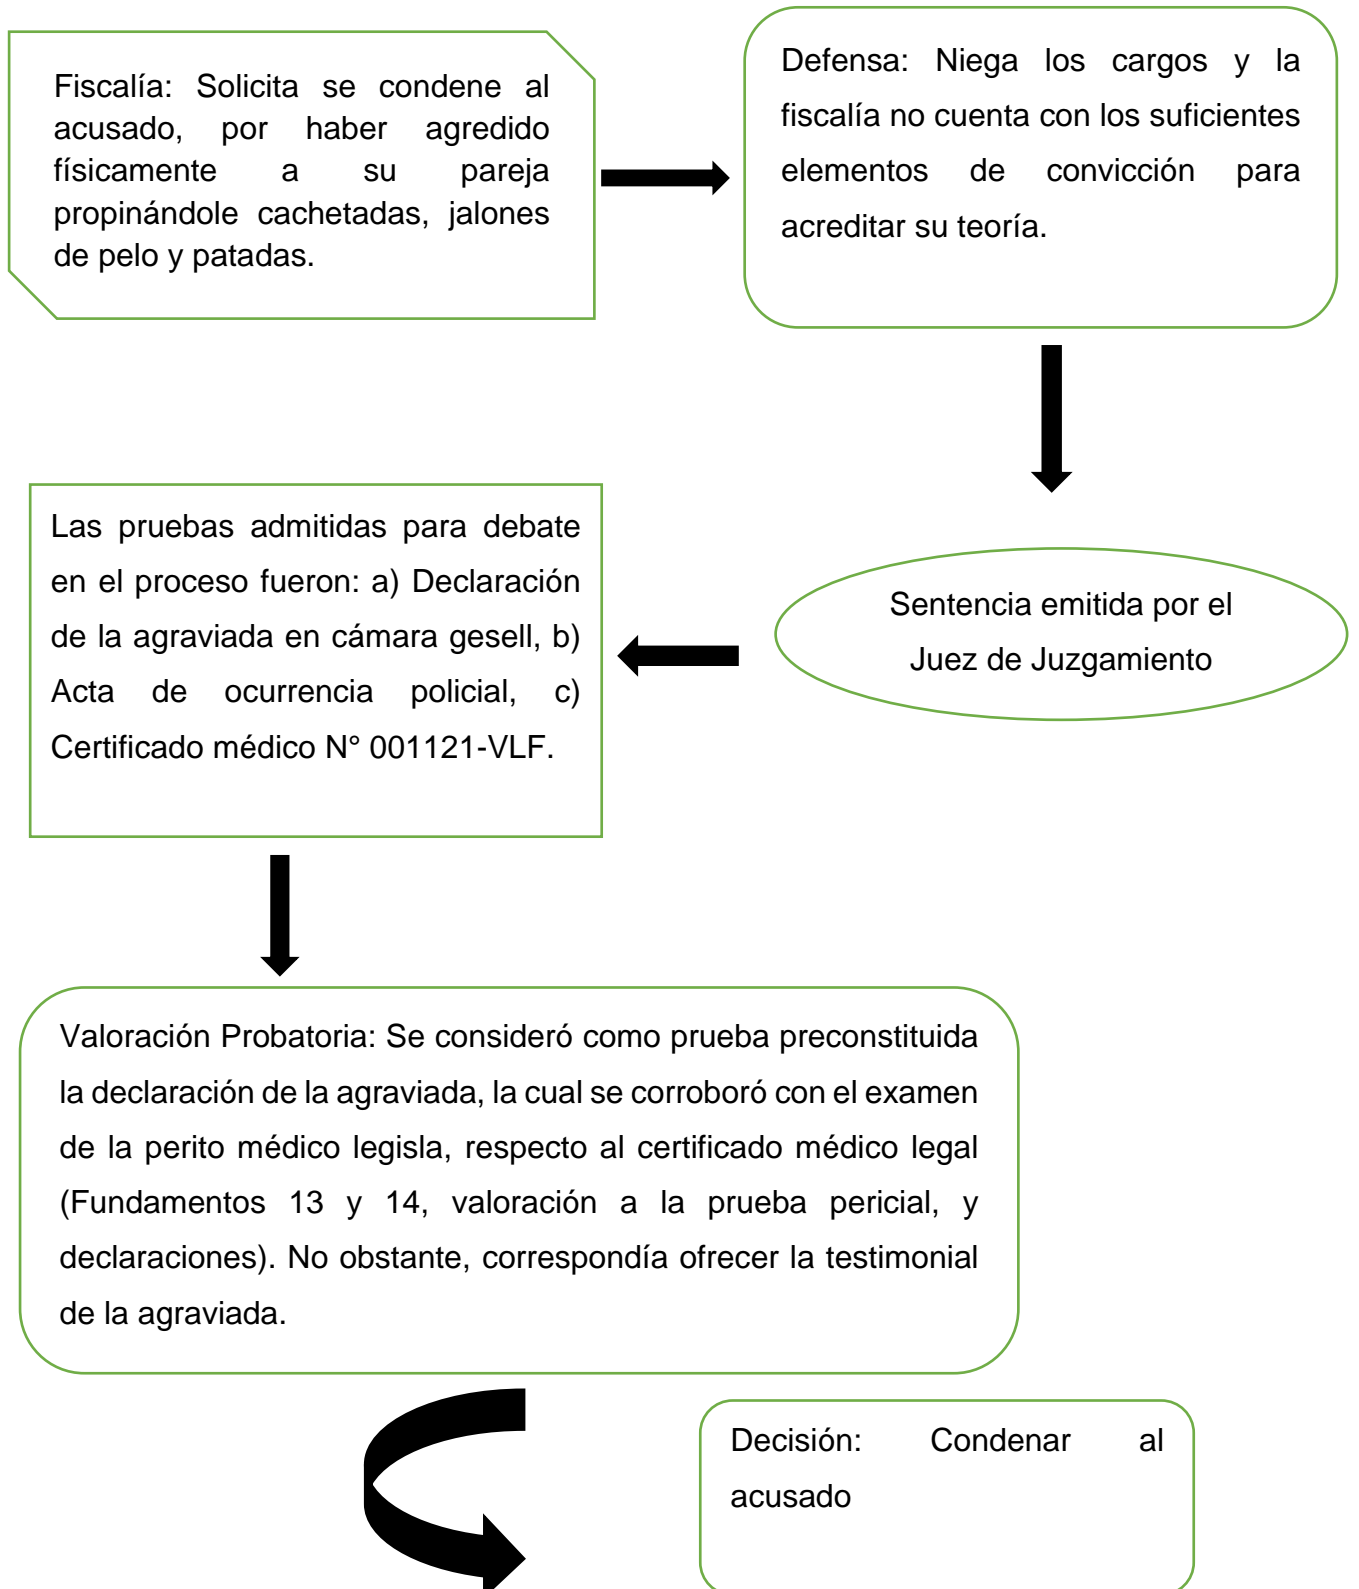 Fiscalía: Solicita se condene al
acusado, por haber agredido
físicamente a su pareja
propinándole cachetadas, jalones
de pelo y patadas.
Defensa: Niega los cargos y la
fiscalía no cuenta con los suficientes
elementos de convicción para
acreditar su teoría.
Sentencia emitida por el
Juez de Juzgamiento
Las pruebas admitidas para debate
en el proceso fueron: a) Declaración
de la agraviada en cámara gesell, b)
Acta de ocurrencia policial, c)
Certificado médico N° 001121-VLF.
Valoración Probatoria: Se consideró como prueba preconstituida
la declaración de la agraviada, la cual se corroboró con el examen
de la perito médico legisla, respecto al certificado médico legal
(Fundamentos 13 y 14, valoración a la prueba pericial, y
declaraciones). No obstante, correspondía ofrecer la testimonial
de la agraviada.
Decisión: Condenar al
acusado